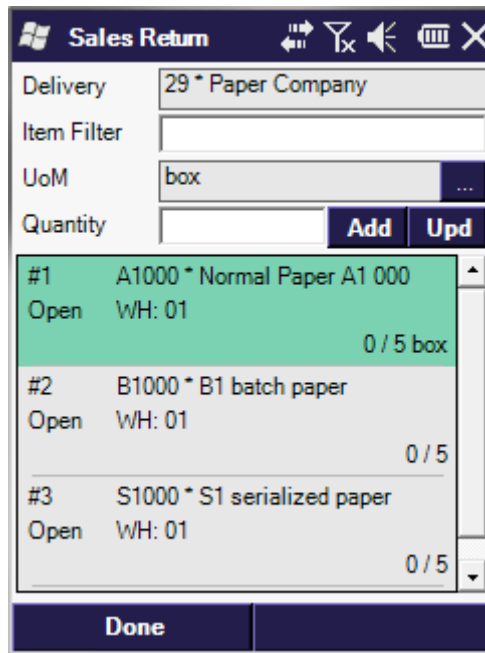 Sales Return
Delivery 29 * Paper Company
Item Filter
UoM box ...
Quantity Add Upd
#1 A1000 * Normal Paper A1 000
Open WH: 01
0 / 5 box
#2 B1000 * B1 batch paper
Open WH: 01
0 / 5
#3 S1000 * S1 serialized paper
Open WH: 01
0 / 5
Done